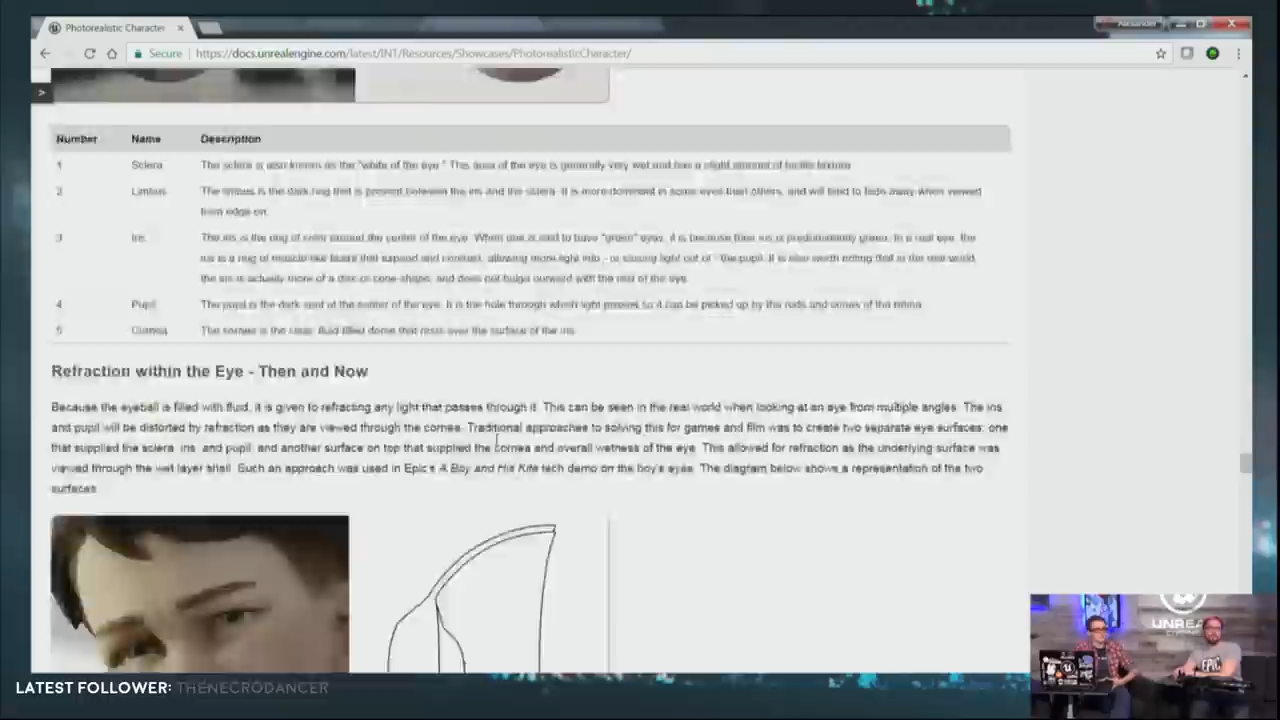 Photorealistic Character
Alexander
Secure
https://docs.unrealengine.com/latest/INT/Resources/Showcases/PhotorealisticCharacter/
Number Name Description
1 Sclera The sclera is also known as the "white of the eye." This area of the eye is generally very wet and has a slight amount of tactile texture.
2 Limbus The limbus is the dark ring that is present between the iris and the sclera. It is more dominant in some eyes than others, and will tend to fade away when viewed
from edge-on.
3 Iris The iris is the ring of color around the center of the eye. When one is said to have "green" eyes, it is because their iris is predominantly green. In a real eye, the
iris is a ring of muscle-like fibers that expand and contract, allowing more light into - or closing light out of - the pupil. It is also worth noting that in the real world,
the iris is actually more of a disc or cone-shape, and does not bulge outward with the rest of the eye.
4 Pupil The pupil is the dark spot at the center of the eye. It is the hole through which light passes so it can be picked up by the rods and cones of the retina.
5 Cornea The cornea is the clear, fluid filled dome that rests over the surface of the iris.
Refraction within the Eye - Then and Now
Because the eyeball is filled with fluid, it is given to refracting any light that passes through it. This can be seen in the real world when looking at an eye from multiple angles. The iris
and pupil will be distorted by refraction as they are viewed through the cornea. Traditional approaches to solving this for games and film was to create two separate eye surfaces: one
that supplied the sclera, iris, and pupil, and another surface on top that supplied the cornea and overall wetness of the eye. This allowed for refraction as the underlying surface was
viewed through the wet layer shell. Such an approach was used in Epic's A Boy and His Kite tech demo on the boy's eyes. The diagram below shows a representation of the two
surfaces.
UNREAL
EPIC
LATEST FOLLOWER: THENECRODANCER